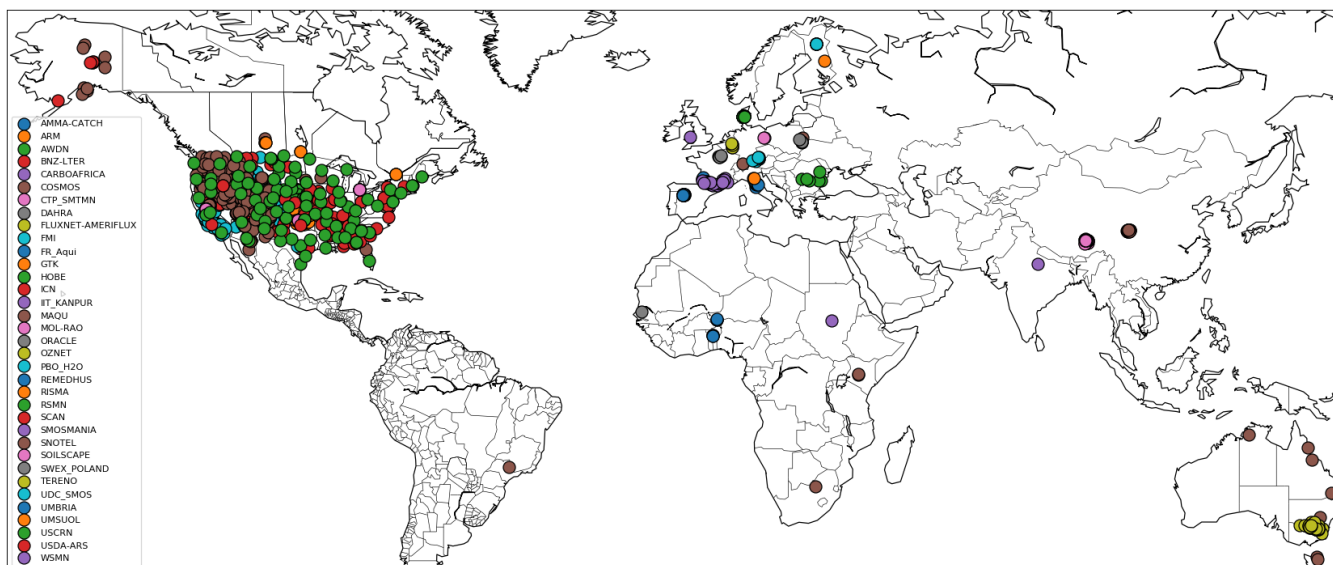 AMMA-CATCH
ARM
AWDN
BNZ-LTER
CARBOAFRICA
COSMOS
CTP_SMTMN
DAHRA
FLUXNET-AMERIFLUX
FMI
FR_Aqui
GTK
HOBE
ICN
IIT_KANPUR
MAQU
MOL-RAO
ORACLE
OZNET
PBO_H2O
REMEDHUS
RISMA
RSMN
SCAN
SMOSMANIA
SNOTEL
SOILSCAPE
SWEX_POLAND
TERENO
UDC_SMOS
UMBRIA
UMSUOL
USCRN
USDA-ARS
WSMN